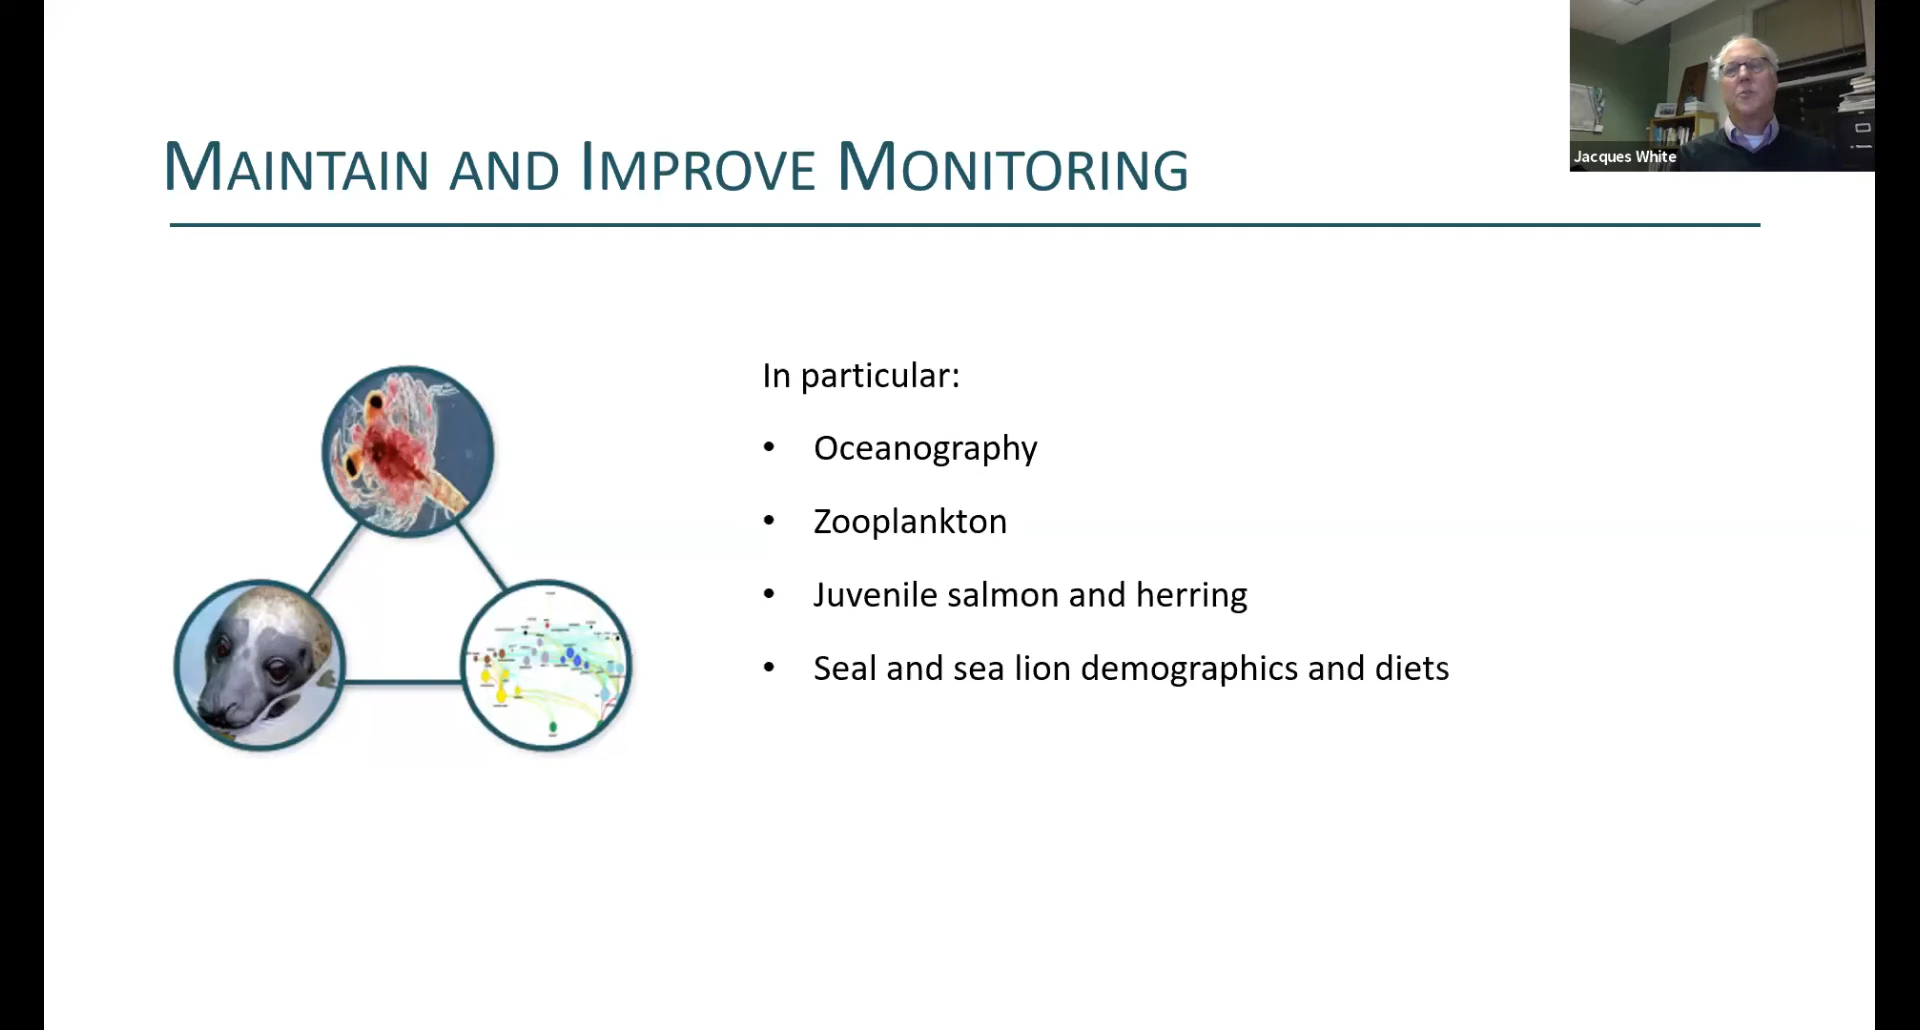 Maintain and Improve Monitoring
Jacques White
In particular:
• Oceanography
• Zooplankton
• Juvenile salmon and herring
• Seal and sea lion demographics and diets